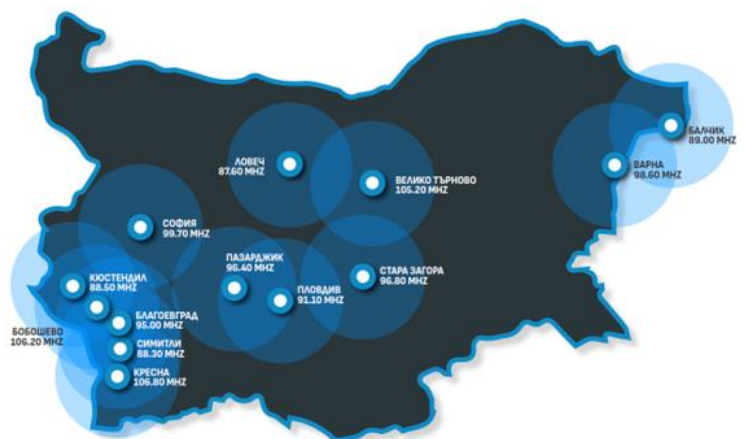 БАЛЧИК
89.00 MHZ
ЛОВЕЧ
87.60 MHZ
ВАРНА
98.60 MHZ
ВЕЛИКО ТЪРНОВО
105.20 MHZ
СОФИЯ
99.70 MHZ
ПАЗАРДЖИК
96.40 MHZ
СТАРА ЗАГОРА
96.80 MHZ
КЮСТЕНДИЛ
88.50 MHZ
ПЛОВДИВ
91.10 MHZ
БЛАГОЕВГРАД
95.00 MHZ
БОБОШЕВО
106.20 MHZ
СИМИТЛИ
88.30 MHZ
КРЕСНА
106.80 MHZ